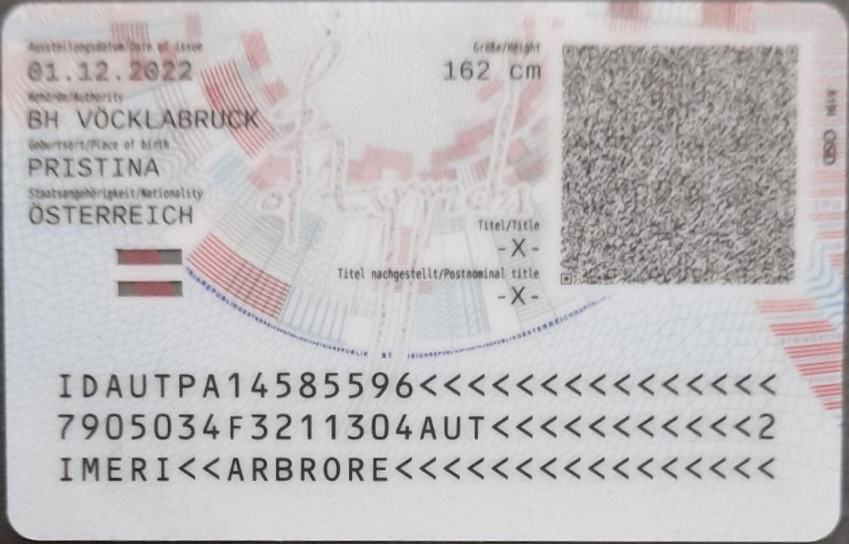 Ausstellungsdatum/Date of issue
01.12.2022
Behörde/Authority
BH VÖCKLABRUCK
Geburtsort/Place of birth
PRISTINA
Staatsangehörigkeit/Nationality
ÖSTERREICH
Größe/Height
162 cm
Titel/Title
-X-
Titel nachgestellt/Postnominal title
-X-
IDAUTPA14585596<<<<<<<<<<<<<<<
7905034F3211304AUT<<<<<<<<<<<2
IMERI<<ARBRORE<<<<<<<<<<<<<<<<